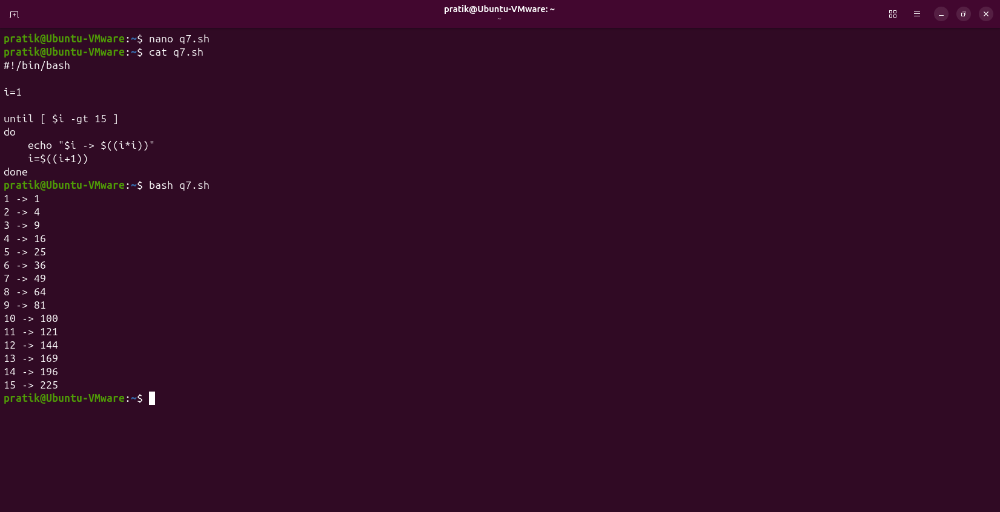 pratik@Ubuntu-VMware: ~
~
pratik@Ubuntu-VMware:~$ nano q7.sh
pratik@Ubuntu-VMware:~$ cat q7.sh
#!/bin/bash

i=1

until [ $i -gt 15 ]
do
    echo "$i -> $((i*i))"
    i=$((i+1))
done
pratik@Ubuntu-VMware:~$ bash q7.sh
1 -> 1
2 -> 4
3 -> 9
4 -> 16
5 -> 25
6 -> 36
7 -> 49
8 -> 64
9 -> 81
10 -> 100
11 -> 121
12 -> 144
13 -> 169
14 -> 196
15 -> 225
pratik@Ubuntu-VMware:~$